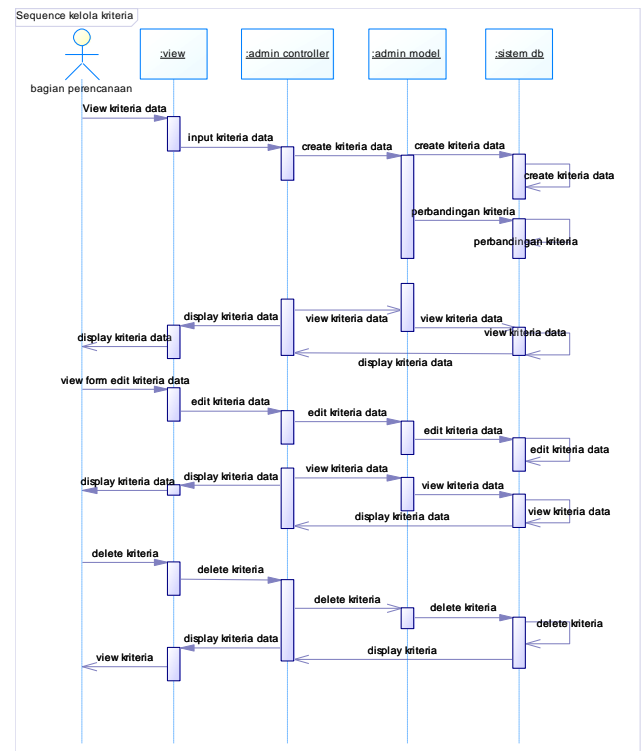 Sequence kelola kriteria
:view
:admin controller
:admin model
:sistem db
bagian perencanaan
View kriteria data
input kriteria data
create kriteria data
create kriteria data
create kriteria data
perbandingan kriteria
perbandingan kriteria
display kriteria data
view kriteria data
view kriteria data
view kriteria data
display kriteria data
display kriteria data
view form edit kriteria data
edit kriteria data
edit kriteria data
edit kriteria data
edit kriteria data
display kriteria data
display kriteria data
view kriteria data
view kriteria data
view kriteria data
display kriteria data
delete kriteria
delete kriteria
delete kriteria
delete kriteria
delete kriteria
display kriteria data
display kriteria
view kriteria